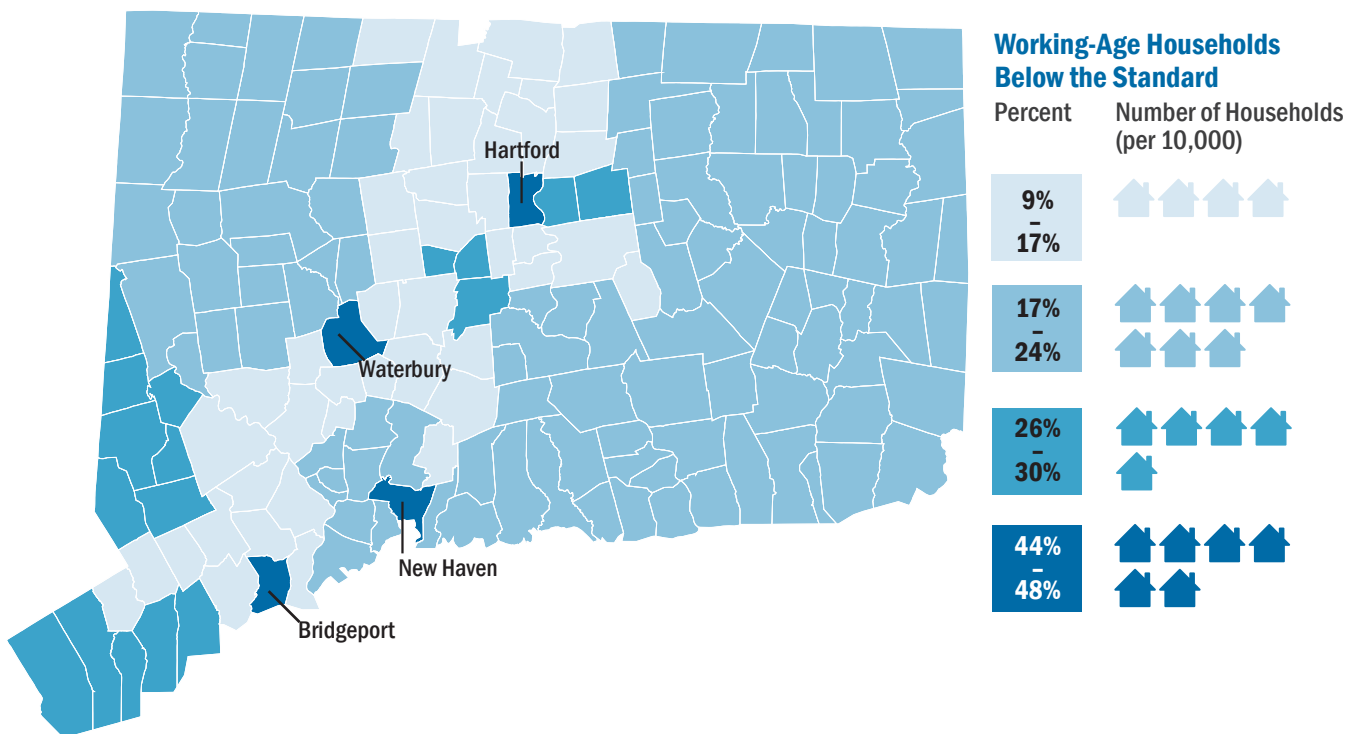 Working-Age Households
Below the Standard
Percent
Number of Households
(per 10,000)
9%
–
17%
17%
–
24%
26%
–
30%
44%
–
48%
Hartford
Waterbury
New Haven
Bridgeport